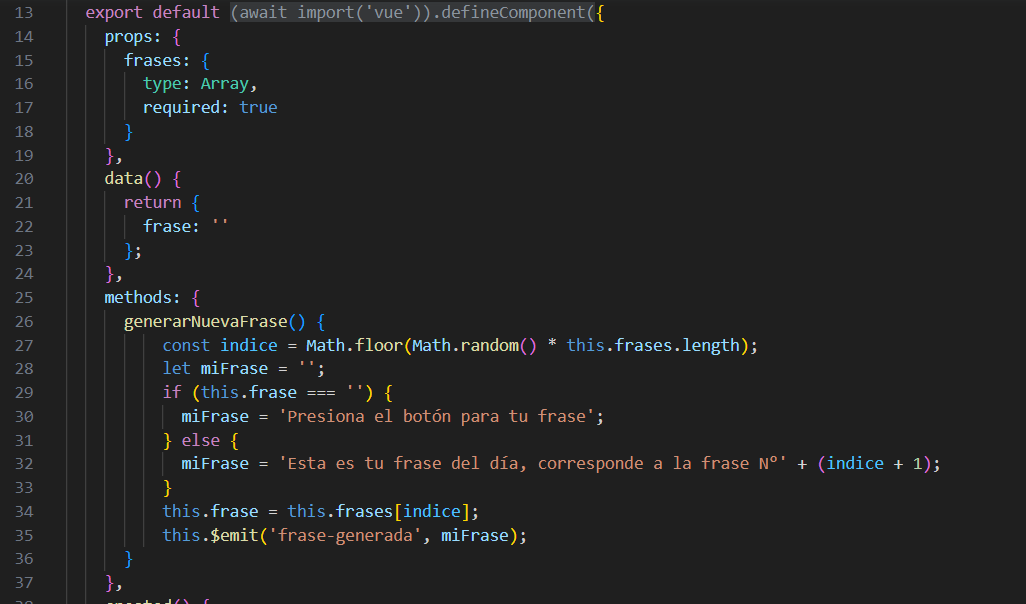 13 export default (await import('vue')).defineComponent({
14 props: {
15 frases: {
16 type: Array,
17 required: true
18 }
19 },
20 data() {
21 return {
22 frase: ''
23 };
24 },
25 methods: {
26 generarNuevaFrase() {
27 const indice = Math.floor(Math.random() * this.frases.length);
28 let miFrase = '';
29 if (this.frase === '') {
30 miFrase = 'Presiona el botón para tu frase';
31 } else {
32 miFrase = 'Esta es tu frase del día, corresponde a la frase N°' + (indice + 1);
33 }
34 this.frase = this.frases[indice];
35 this.$emit('frase-generada', miFrase);
36 }
37 },